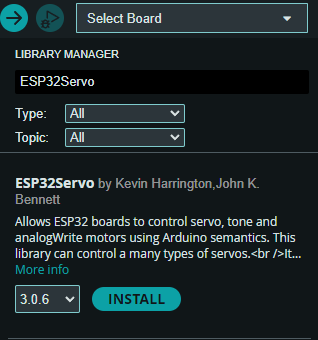 Select Board
LIBRARY MANAGER
ESP32Servo
Type: All
Topic: All
ESP32Servo by Kevin Harrington,John K.
Bennett
Allows ESP32 boards to control servo, tone and
analogWrite motors using Arduino semantics. This
library can control a many types of servos.<br />It...
More info
3.0.6 INSTALL